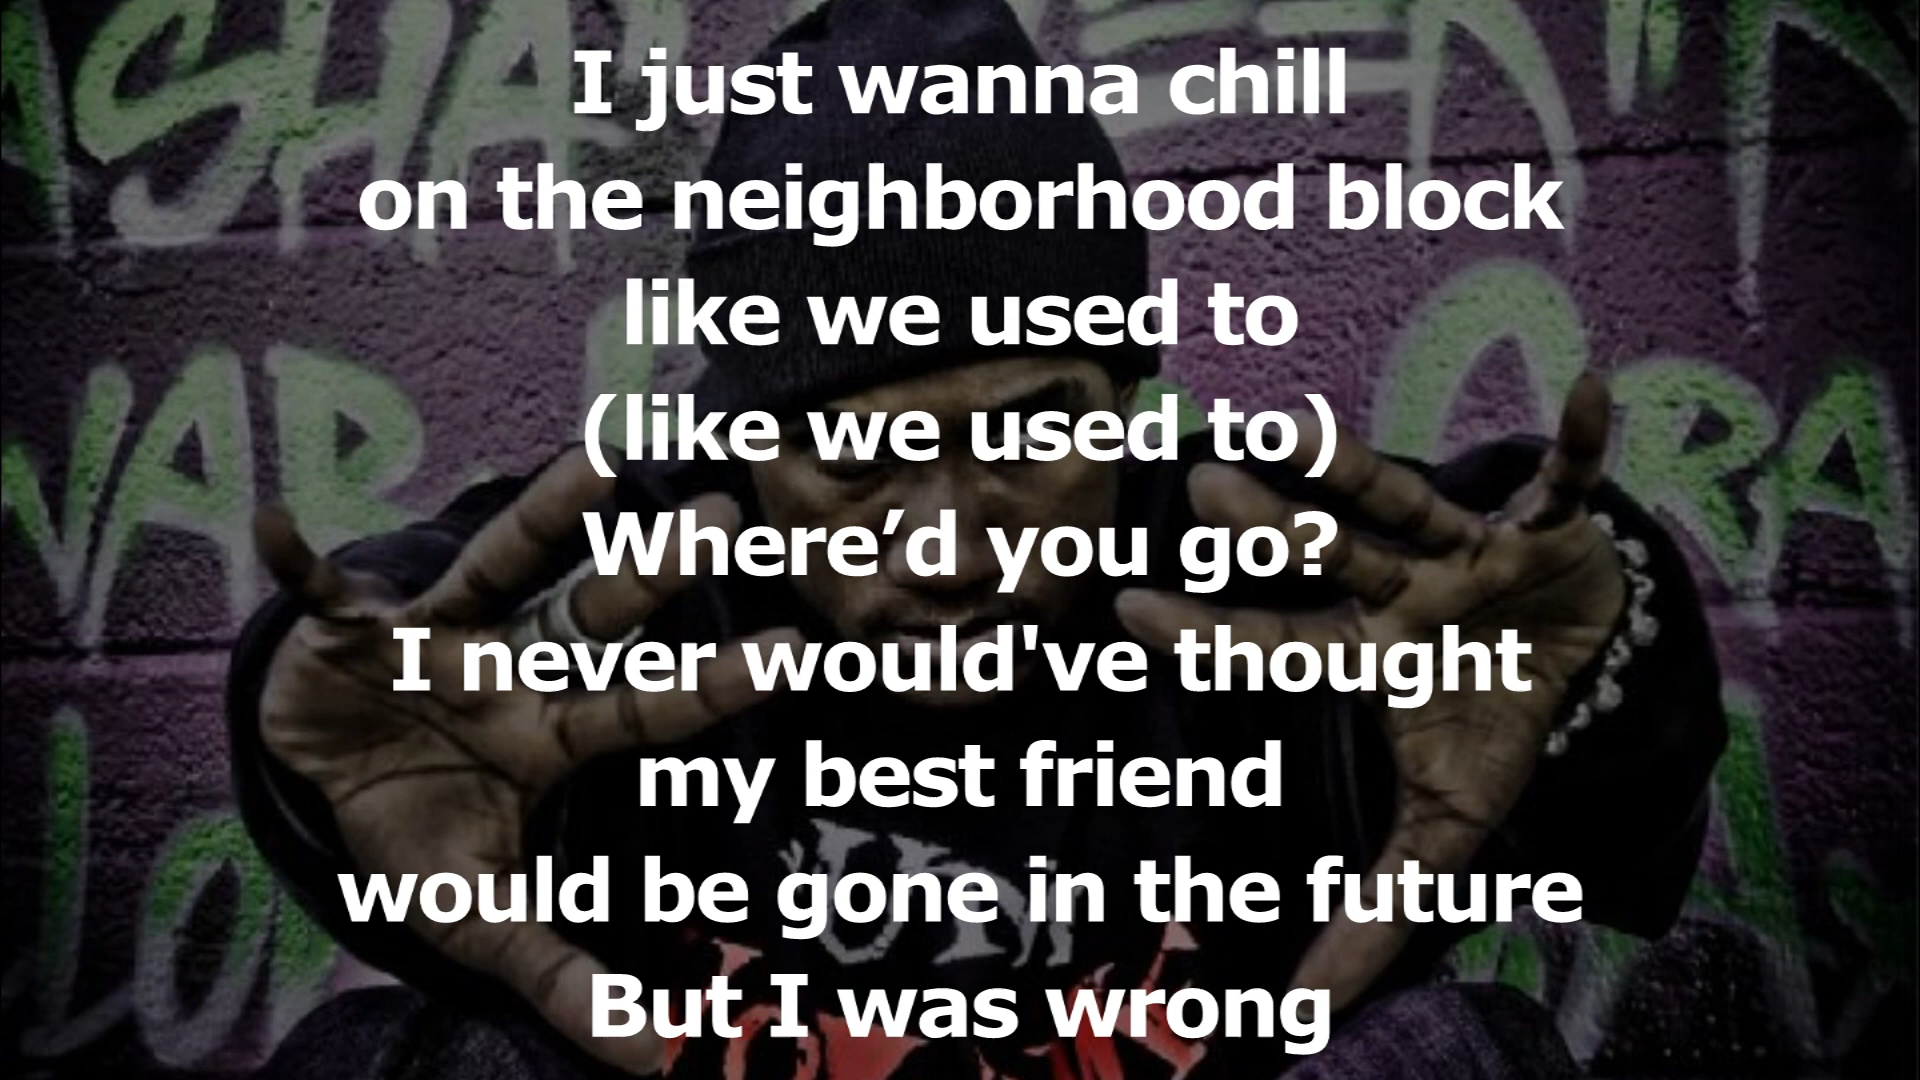 I just wanna chill
on the neighborhood block
like we used to
(like we used to)
Where’d you go?
I never would've thought
my best friend
would be gone in the future
But I was wrong